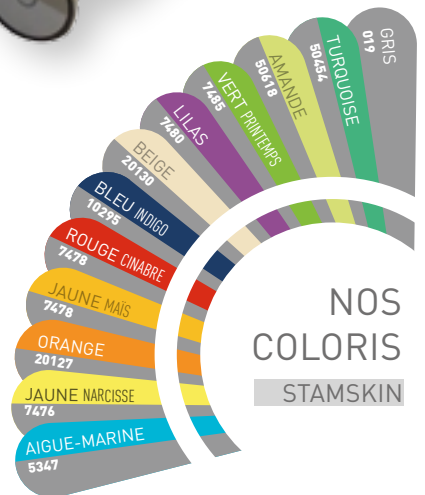 GRIS
019
TURQUOISE
50454
AMANDE
50618
VERT PRINTEMPS
7485
LILAS
7480
BEIGE
20130
BLEU INDIGO
10295
ROUGE CINABRE
7478
JAUNE MAÏS
7478
ORANGE
20127
JAUNE NARCISSE
7476
AIGUE-MARINE
5347
NOS
COLORIS
STAMSKIN